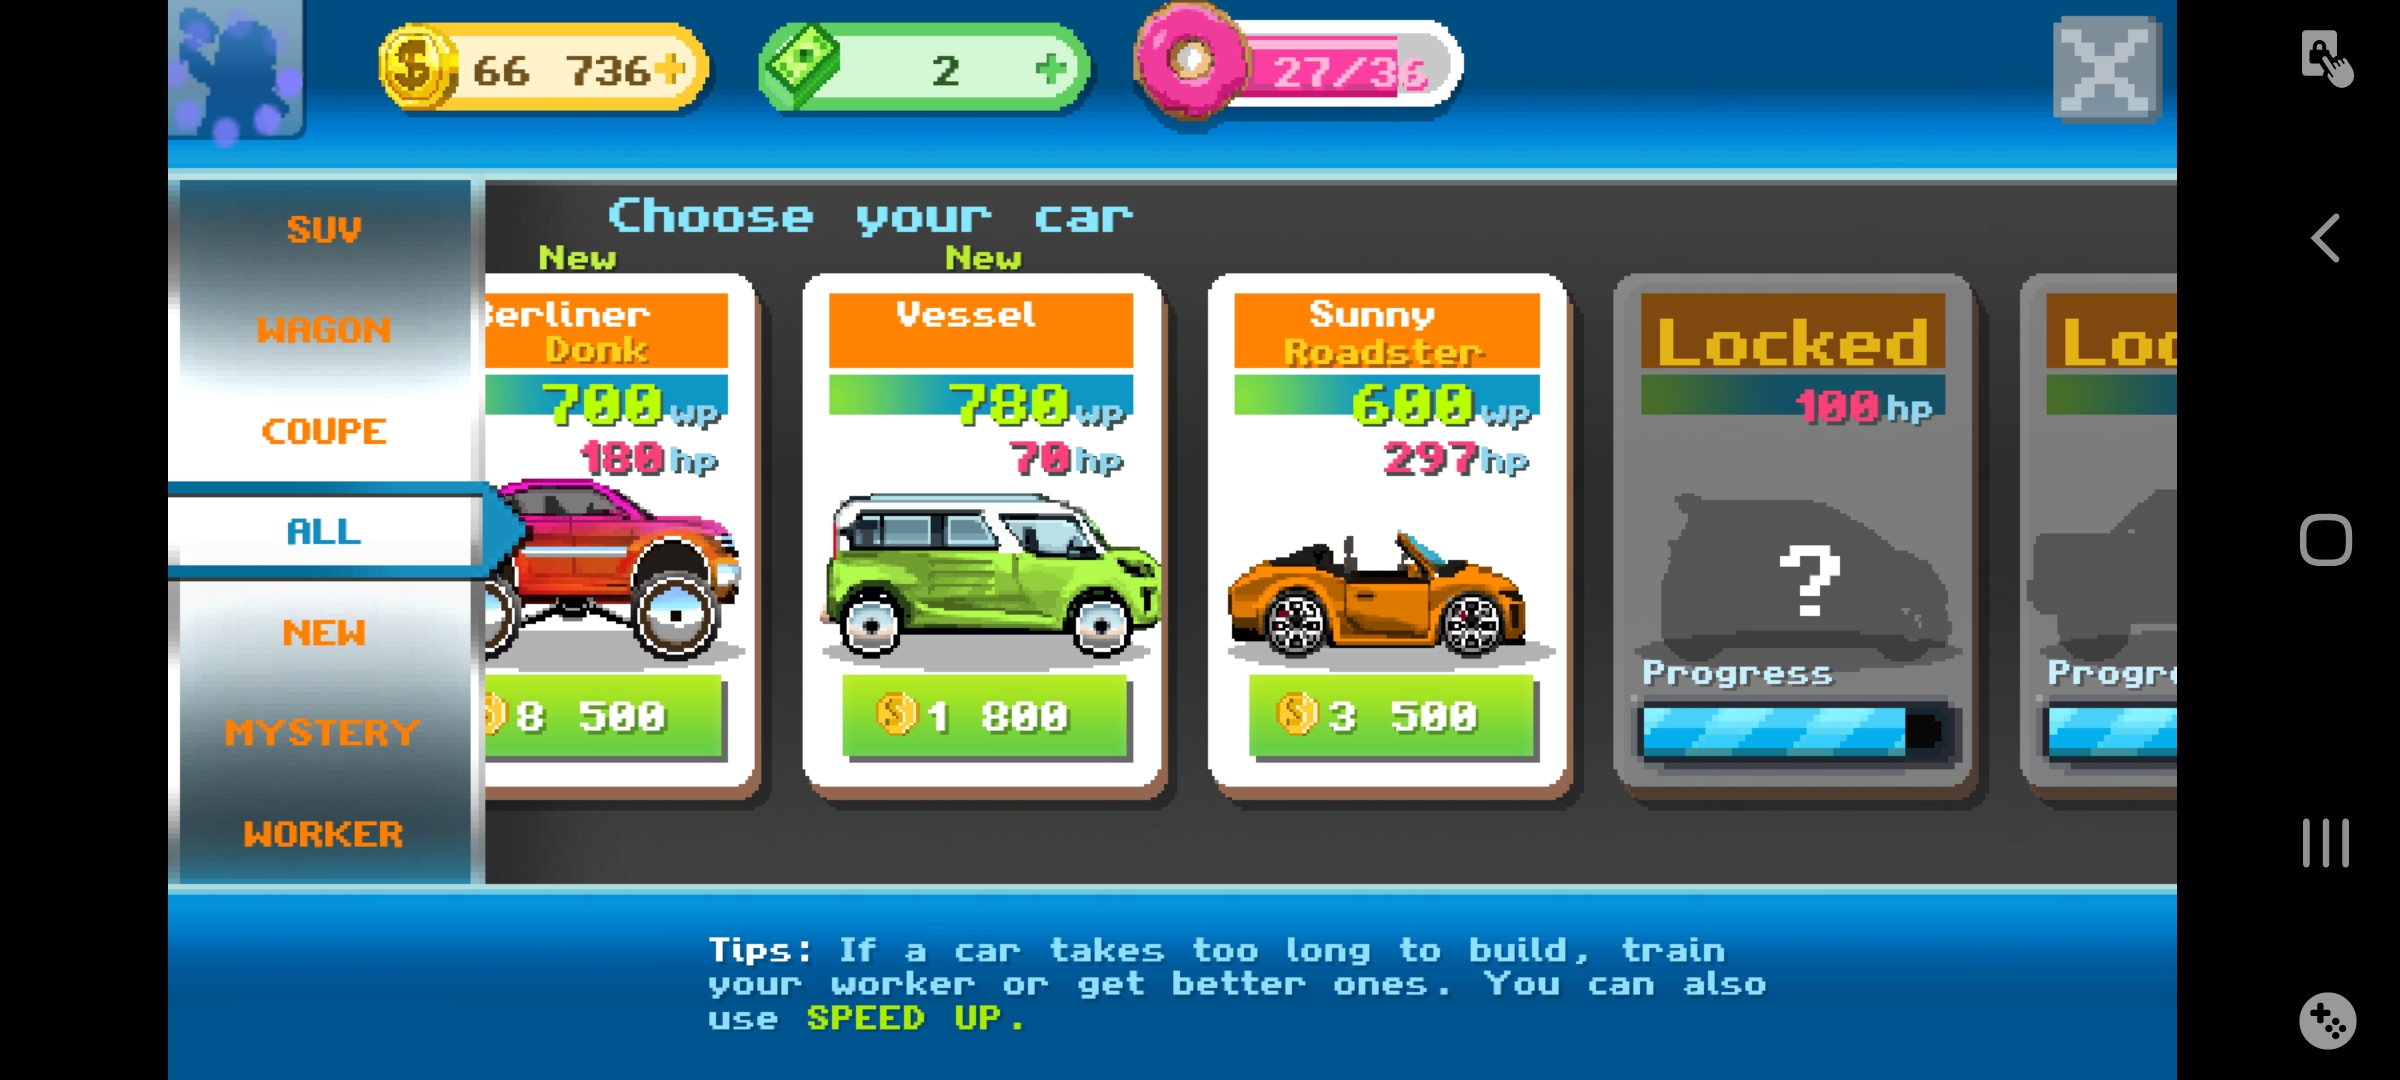 66 736
2
27/36
SUV
WAGON
COUPE
ALL
NEW
MYSTERY
WORKER
Choose your car
New
Berliner
Donk
700 wp
180 hp
8 500
New
Vessel
780 wp
70 hp
1 800
Sunny
Roadster
600 wp
297 hp
3 500
Locked
100 hp
?
Progress
Loc
Progre
Tips: If a car takes too long to build, train
your worker or get better ones. You can also
use SPEED UP.